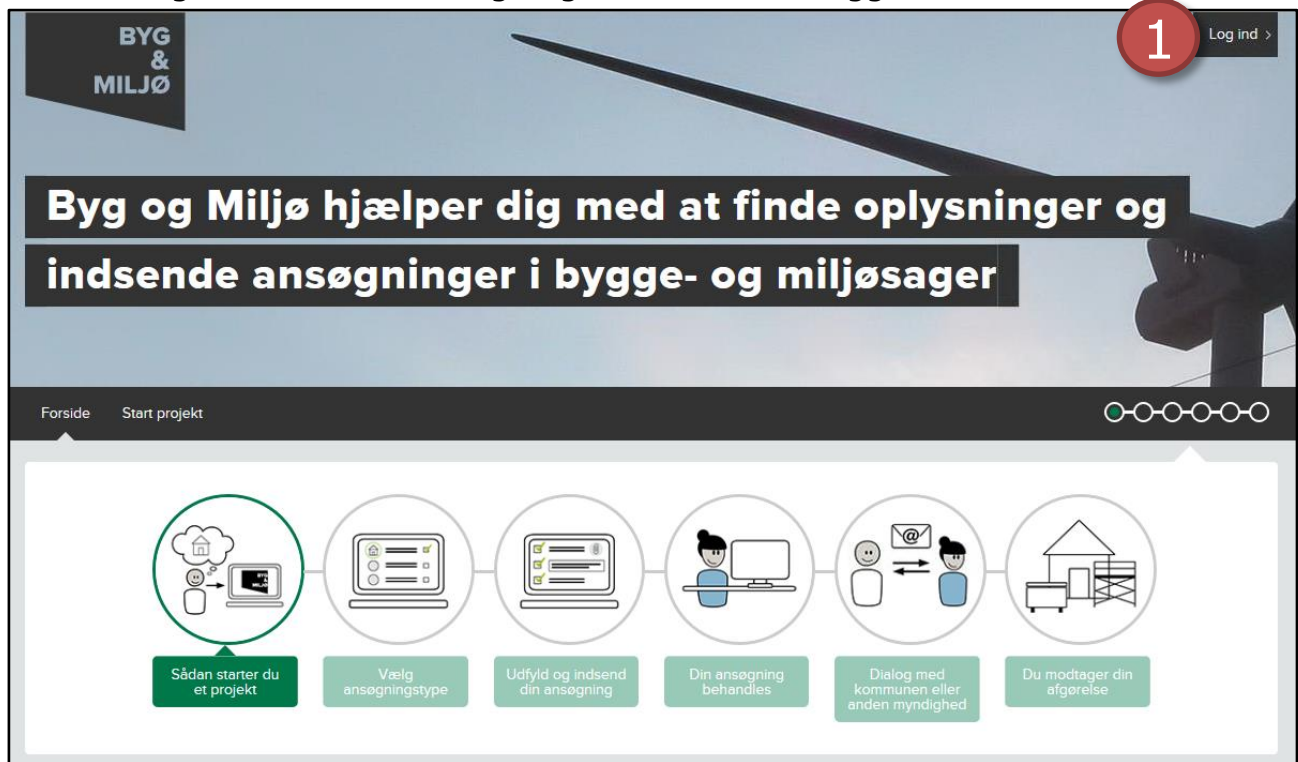 BYG
&
MILJØ
1
Log ind >
Byg og Miljø hjælper dig med at finde oplysninger og
indsende ansøgninger i bygge- og miljøsager
Forside Start projekt
@
Sådan starter du
et projekt
Vælg
ansøgningstype
Udfyld og indsend
din ansøgning
Din ansøgning
behandles
Dialog med
kommunen eller
anden myndighed
Du modtager din
afgørelse